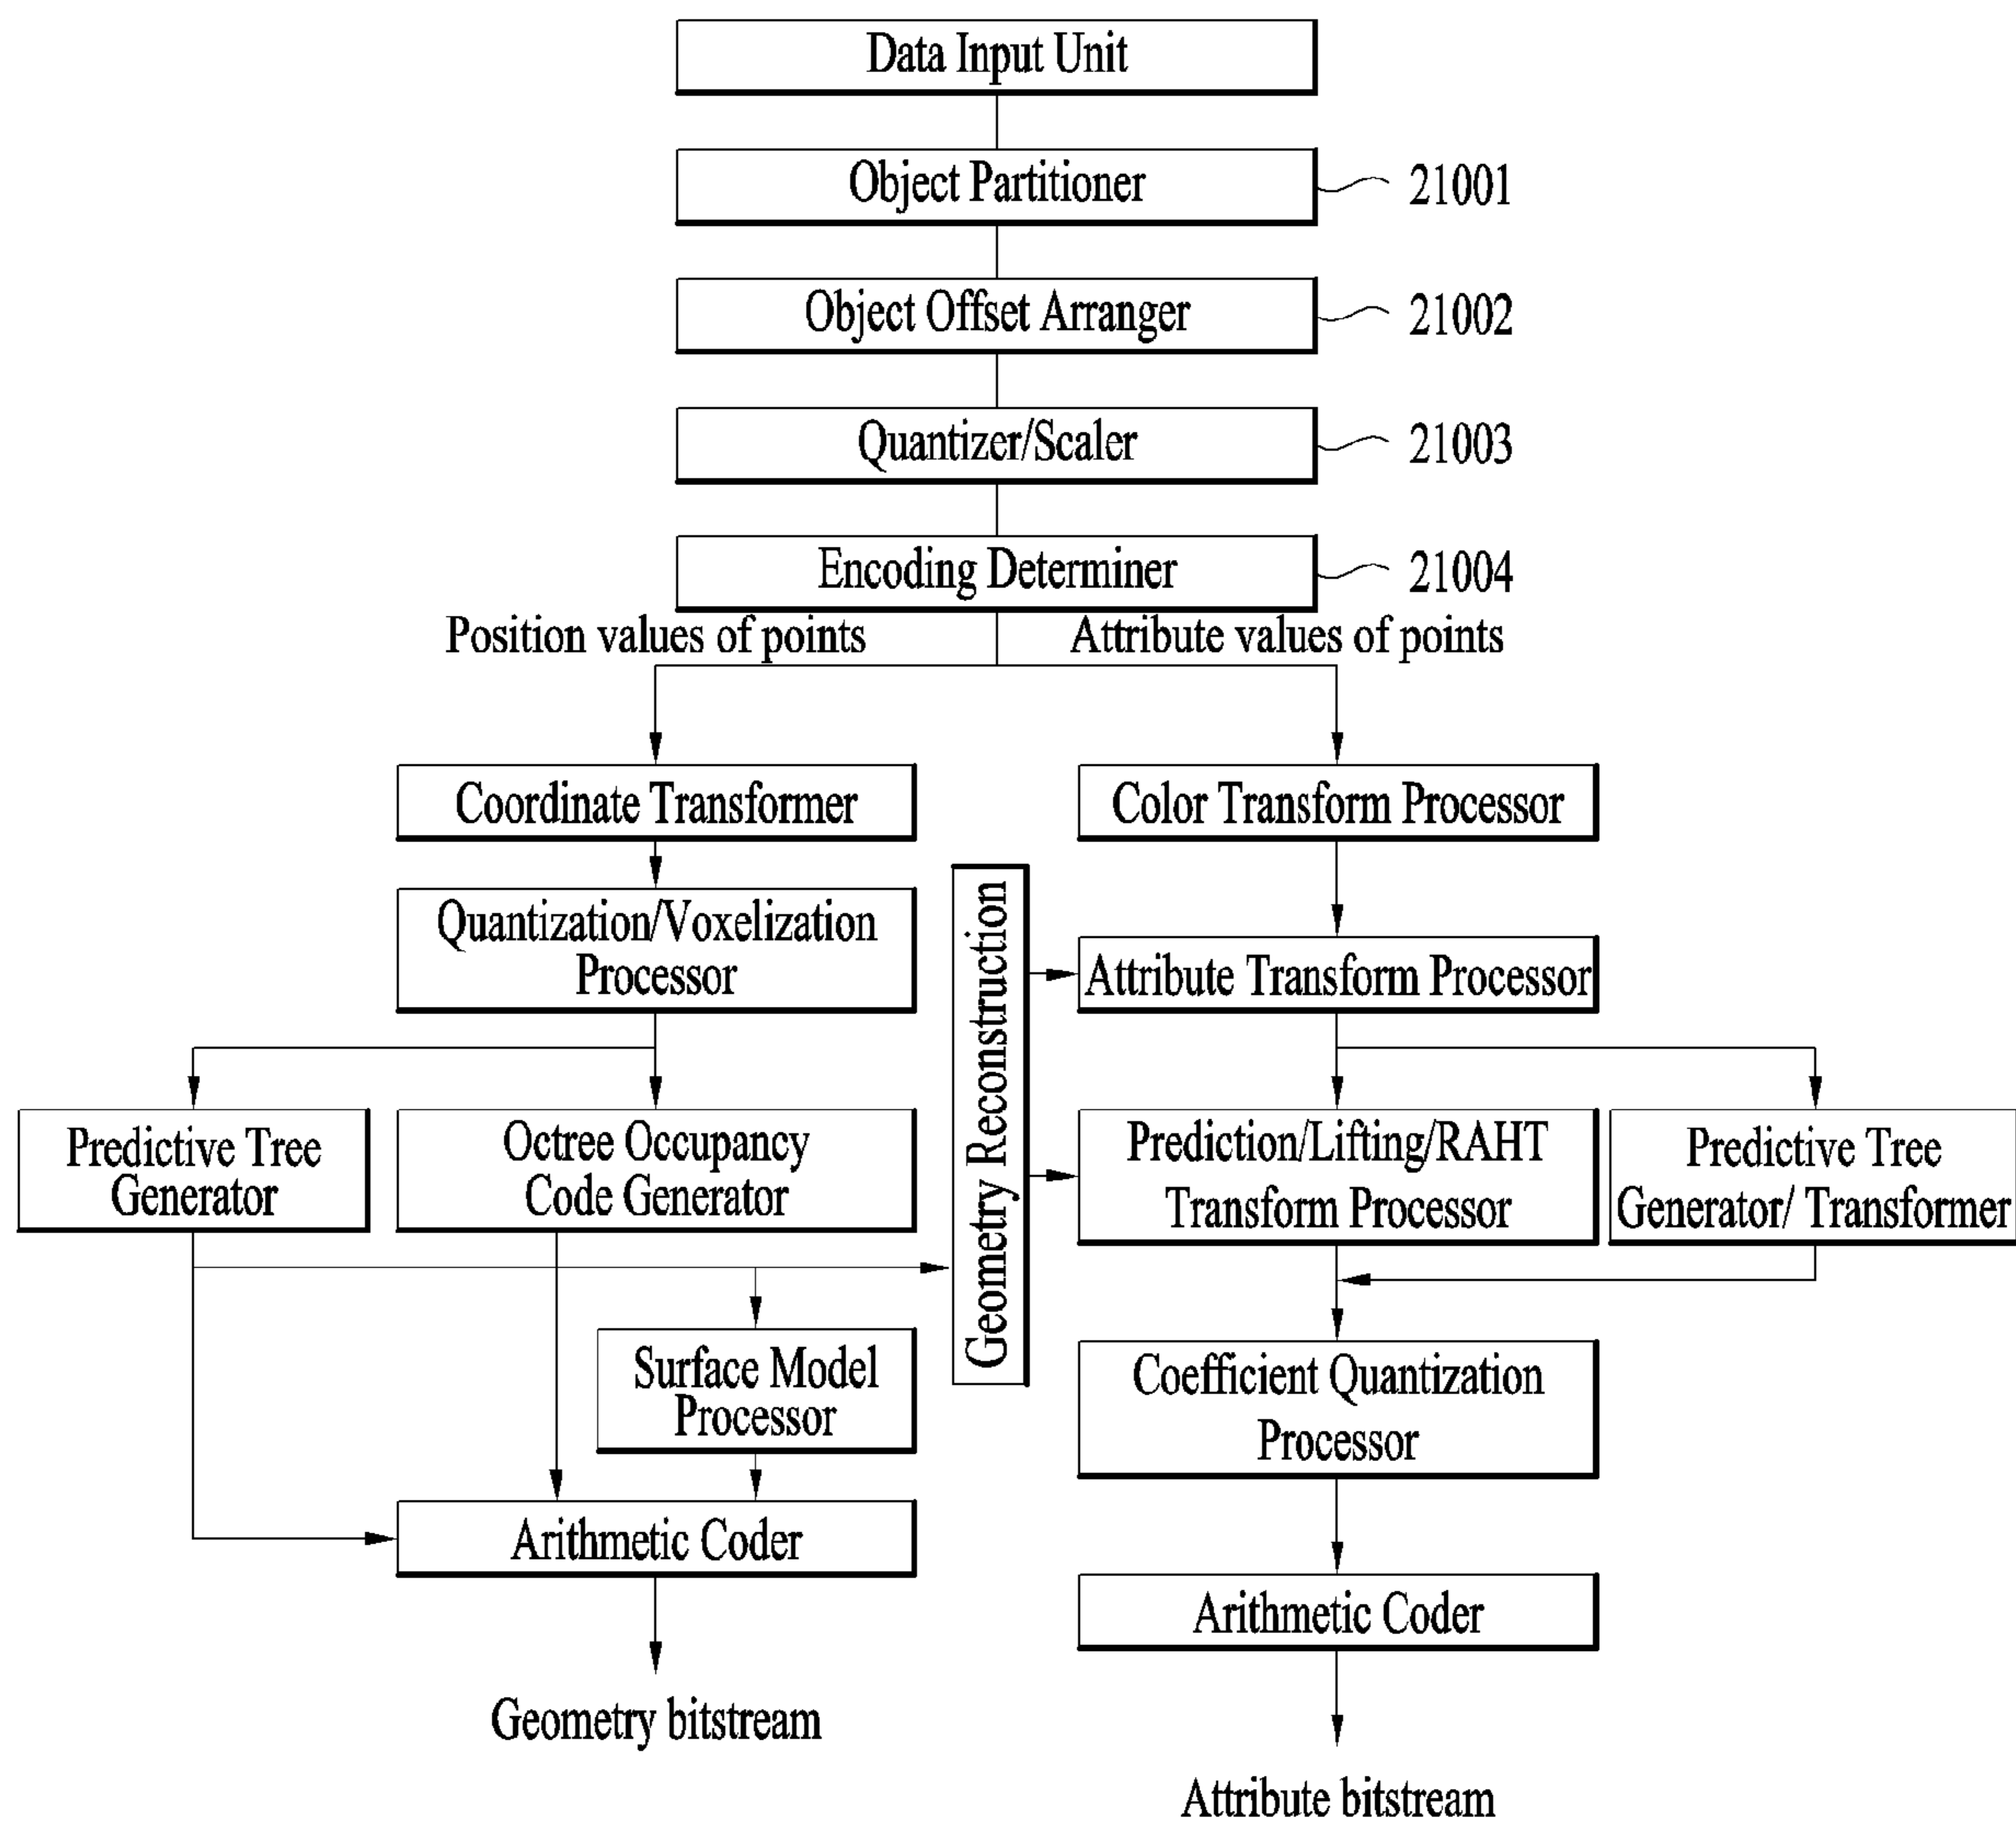 Data Input Unit
Object Partitioner
21001
Object Offset Arranger
21002
Quantizer/Scaler
21003
Encoding Determiner
21004
Position values of points
Attribute values of points
Coordinate Transformer
Color Transform Processor
Quantization/Voxelization
Processor
Geometry Reconstruction
Attribute Transform Processor
Predictive Tree
Generator
Octree Occupancy
Code Generator
Prediction/Lifting/RAHT
Transform Processor
Predictive Tree
Generator/ Transformer
Surface Model
Processor
Coefficient Quantization
Processor
Arithmetic Coder
Arithmetic Coder
Geometry bitstream
Attribute bitstream